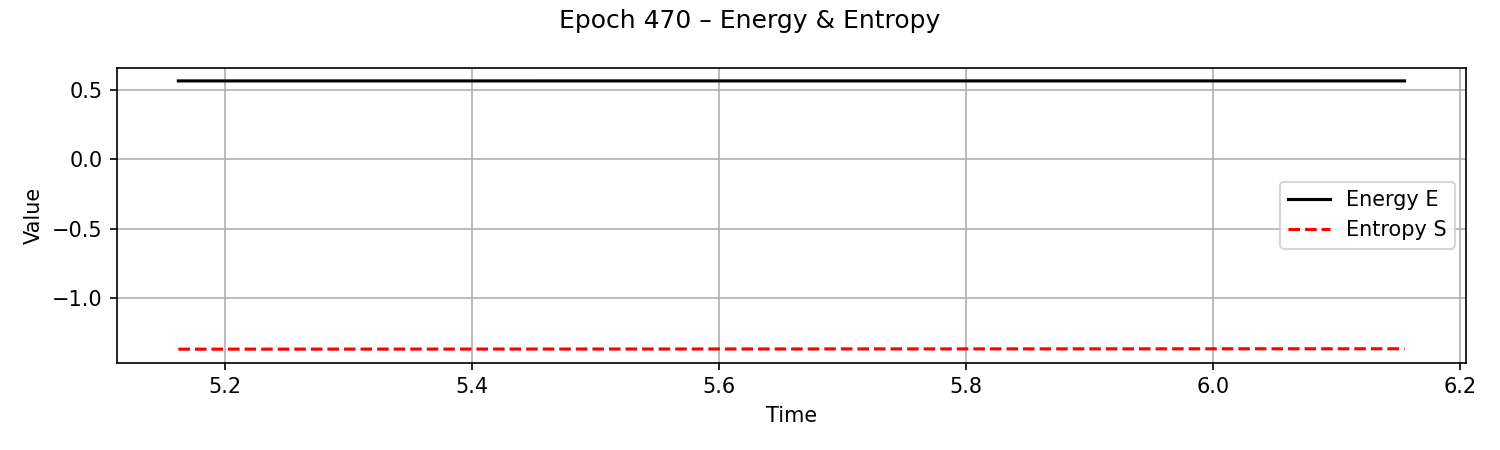 Epoch 470 – Energy & Entropy
0.5
0.0
−0.5
−1.0
Value
Energy E
Entropy S
5.2 5.4 5.6 5.8 6.0 6.2
Time